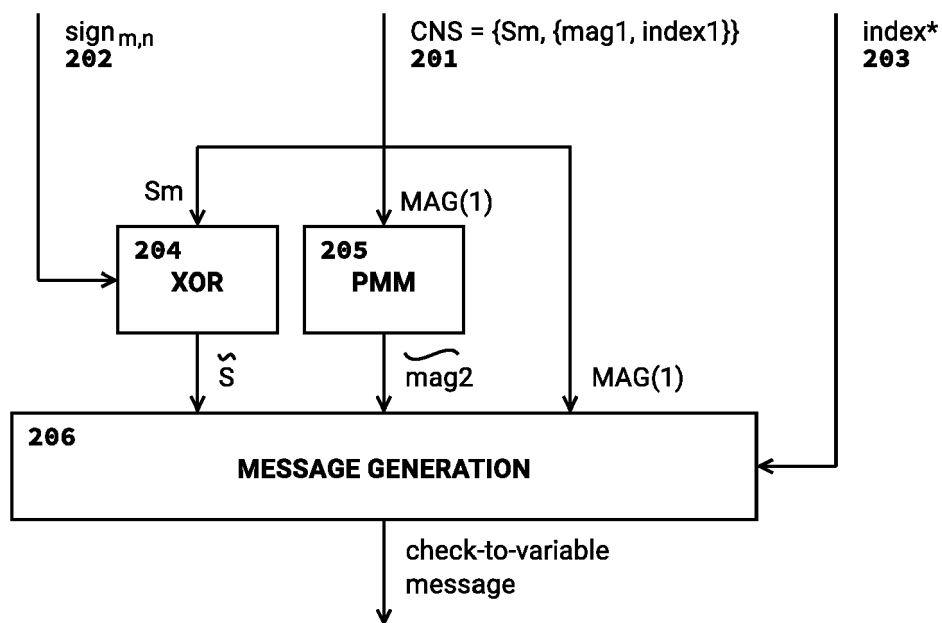 sign m,n
202
CNS = {Sm, {mag1, index1}}
201
index*
203
Sm
MAG(1)
204
XOR
205
PMM
S̃
mag2
MAG(1)
206
MESSAGE GENERATION
check-to-variable
message